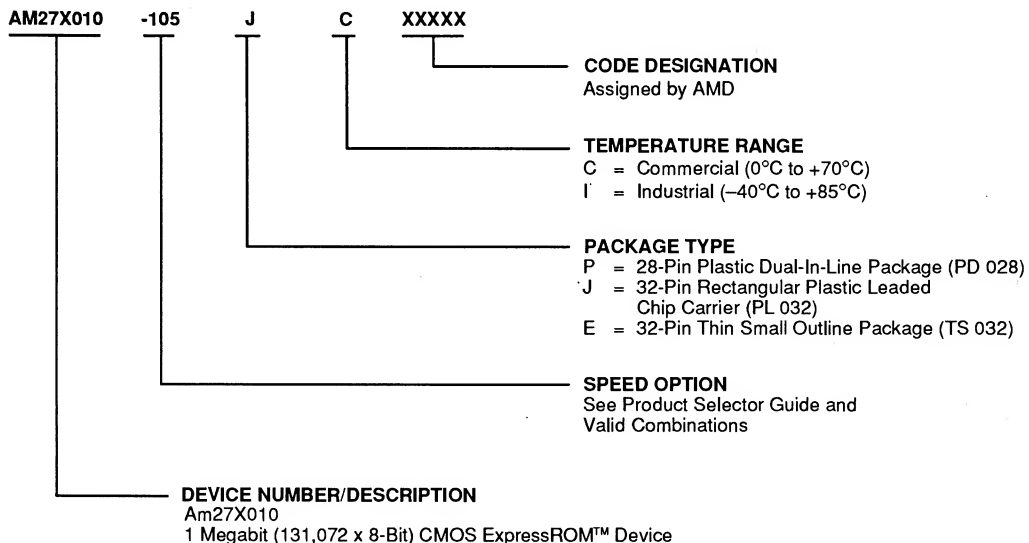 AM27X010 -105 J C XXXXX
CODE DESIGNATION
Assigned by AMD
TEMPERATURE RANGE
C = Commercial (0°C to +70°C)
I = Industrial (–40°C to +85°C)
PACKAGE TYPE
P = 28-Pin Plastic Dual-In-Line Package (PD 028)
J = 32-Pin Rectangular Plastic Leaded
Chip Carrier (PL 032)
E = 32-Pin Thin Small Outline Package (TS 032)
SPEED OPTION
See Product Selector Guide and
Valid Combinations
DEVICE NUMBER/DESCRIPTION
Am27X010
1 Megabit (131,072 x 8-Bit) CMOS ExpressROM™ Device